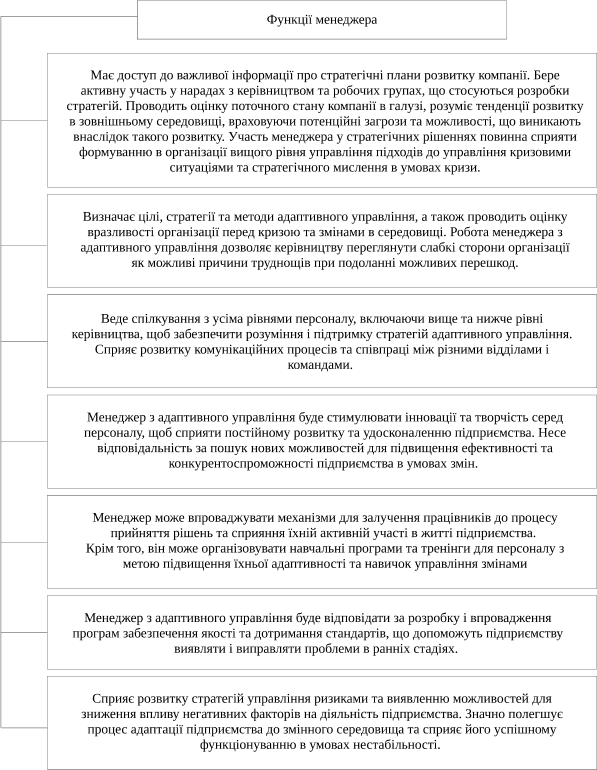 Функції менеджера
Має доступ до важливої інформації про стратегічні плани розвитку компанії. Бере
активну участь у нарадах з керівництвом та робочих групах, що стосуються розробки
стратегій. Проводить оцінку поточного стану компанії в галузі, розуміє тенденції розвитку
в зовнішньому середовищі, враховуючи потенційні загрози та можливості, що виникають
внаслідок такого розвитку. Участь менеджера у стратегічних рішеннях повинна сприяти
формуванню в організації вищого рівня управління підходів до управління кризовими
ситуаціями та стратегічного мислення в умовах кризи.
Визначає цілі, стратегії та методи адаптивного управління, а також проводить оцінку
вразливості організації перед кризою та змінами в середовищі. Робота менеджера з
адаптивного управління дозволяє керівництву переглянути слабкі сторони організації
як можливі причини труднощів при подоланні можливих перешкод.
Веде спілкування з усіма рівнями персоналу, включаючи вище та нижче рівні
керівництва, щоб забезпечити розуміння і підтримку стратегій адаптивного управління.
Сприяє розвитку комунікаційних процесів та співпраці між різними відділами і
командами.
Менеджер з адаптивного управління буде стимулювати інновації та творчість серед
персоналу, щоб сприяти постійному розвитку та удосконаленню підприємства. Несе
відповідальність за пошук нових можливостей для підвищення ефективності та
конкурентоспроможності підприємства в умовах змін.
Менеджер може впроваджувати механізми для залучення працівників до процесу
прийняття рішень та сприяння їхній активній участі в житті підприємства.
Крім того, він може організовувати навчальні програми та тренінги для персоналу з
метою підвищення їхньої адаптивності та навичок управління змінами
Менеджер з адаптивного управління буде відповідати за розробку і впровадження
програм забезпечення якості та дотримання стандартів, що допоможуть підприємству
виявляти і виправляти проблеми в ранніх стадіях.
Сприяє розвитку стратегій управління ризиками та виявленню можливостей для
зниження впливу негативних факторів на діяльність підприємства. Значно полегшує
процес адаптації підприємства до змінного середовища та сприяє його успішному
функціонуванню в умовах нестабільності.